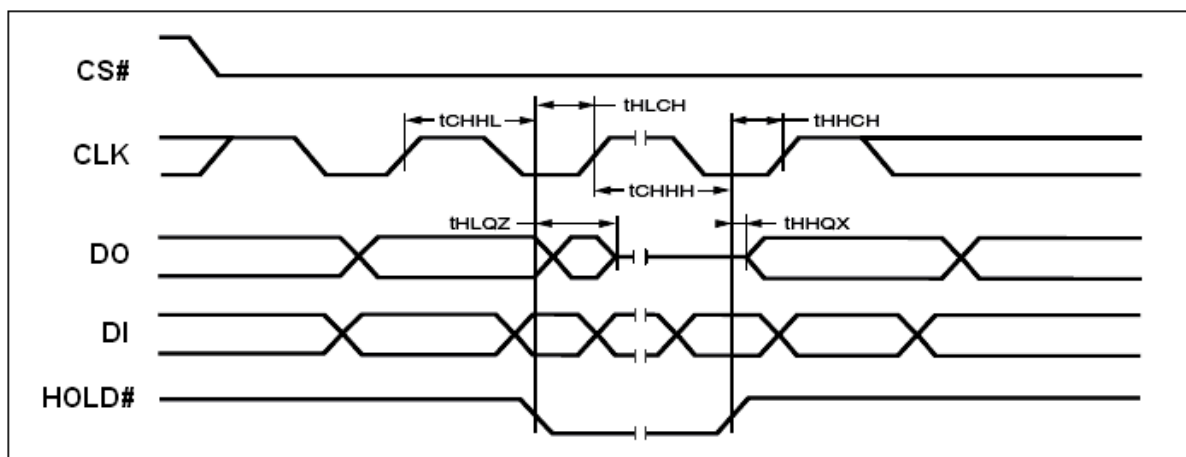 CS#
tHLCH
tCHHL
tHHCH
CLK
tCHHH
tHLQZ
tHHQX
DO
DI
HOLD#